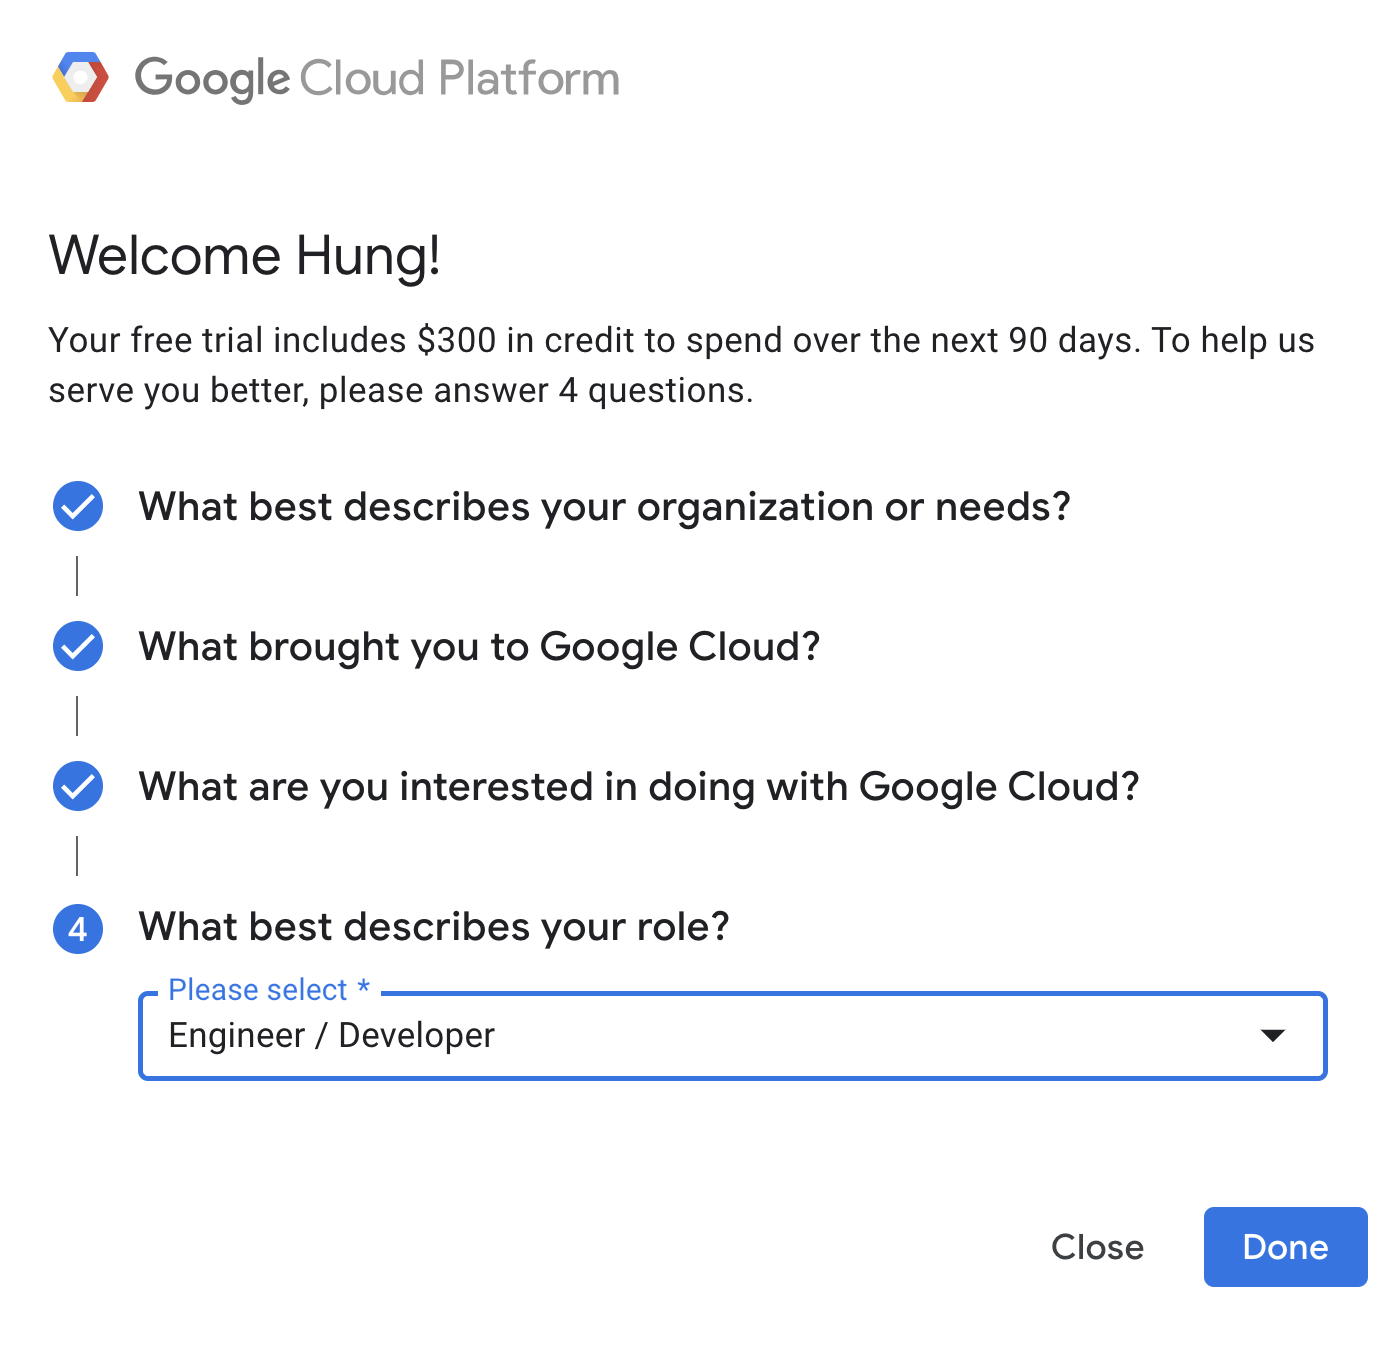 Google Cloud Platform
Welcome Hung!
Your free trial includes $300 in credit to spend over the next 90 days. To help us
serve you better, please answer 4 questions.
What best describes your organization or needs?
What brought you to Google Cloud?
What are you interested in doing with Google Cloud?
4 What best describes your role?
Please select *
Engineer / Developer
Close Done